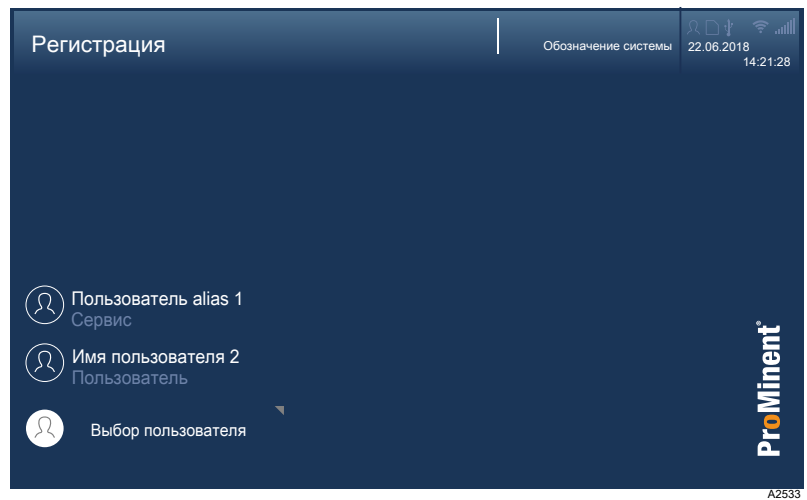 Регистрация
Обозначение системы
22.06.2018
14:21:28
Пользователь alias 1
Сервис
Имя пользователя 2
Пользователь
Выбор пользователя
ProMinent®
A2533